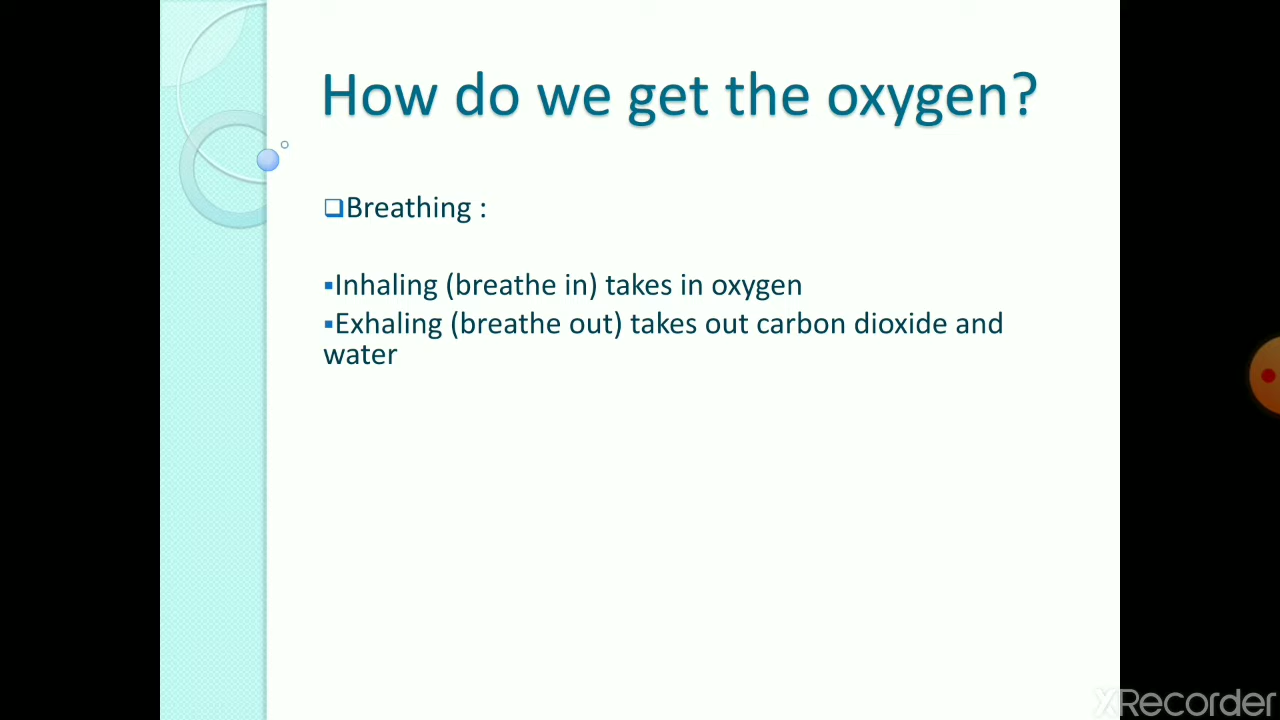 How do we get the oxygen?
❑Breathing :
▪Inhaling (breathe in) takes in oxygen
▪Exhaling (breathe out) takes out carbon dioxide and
water
XRecorder